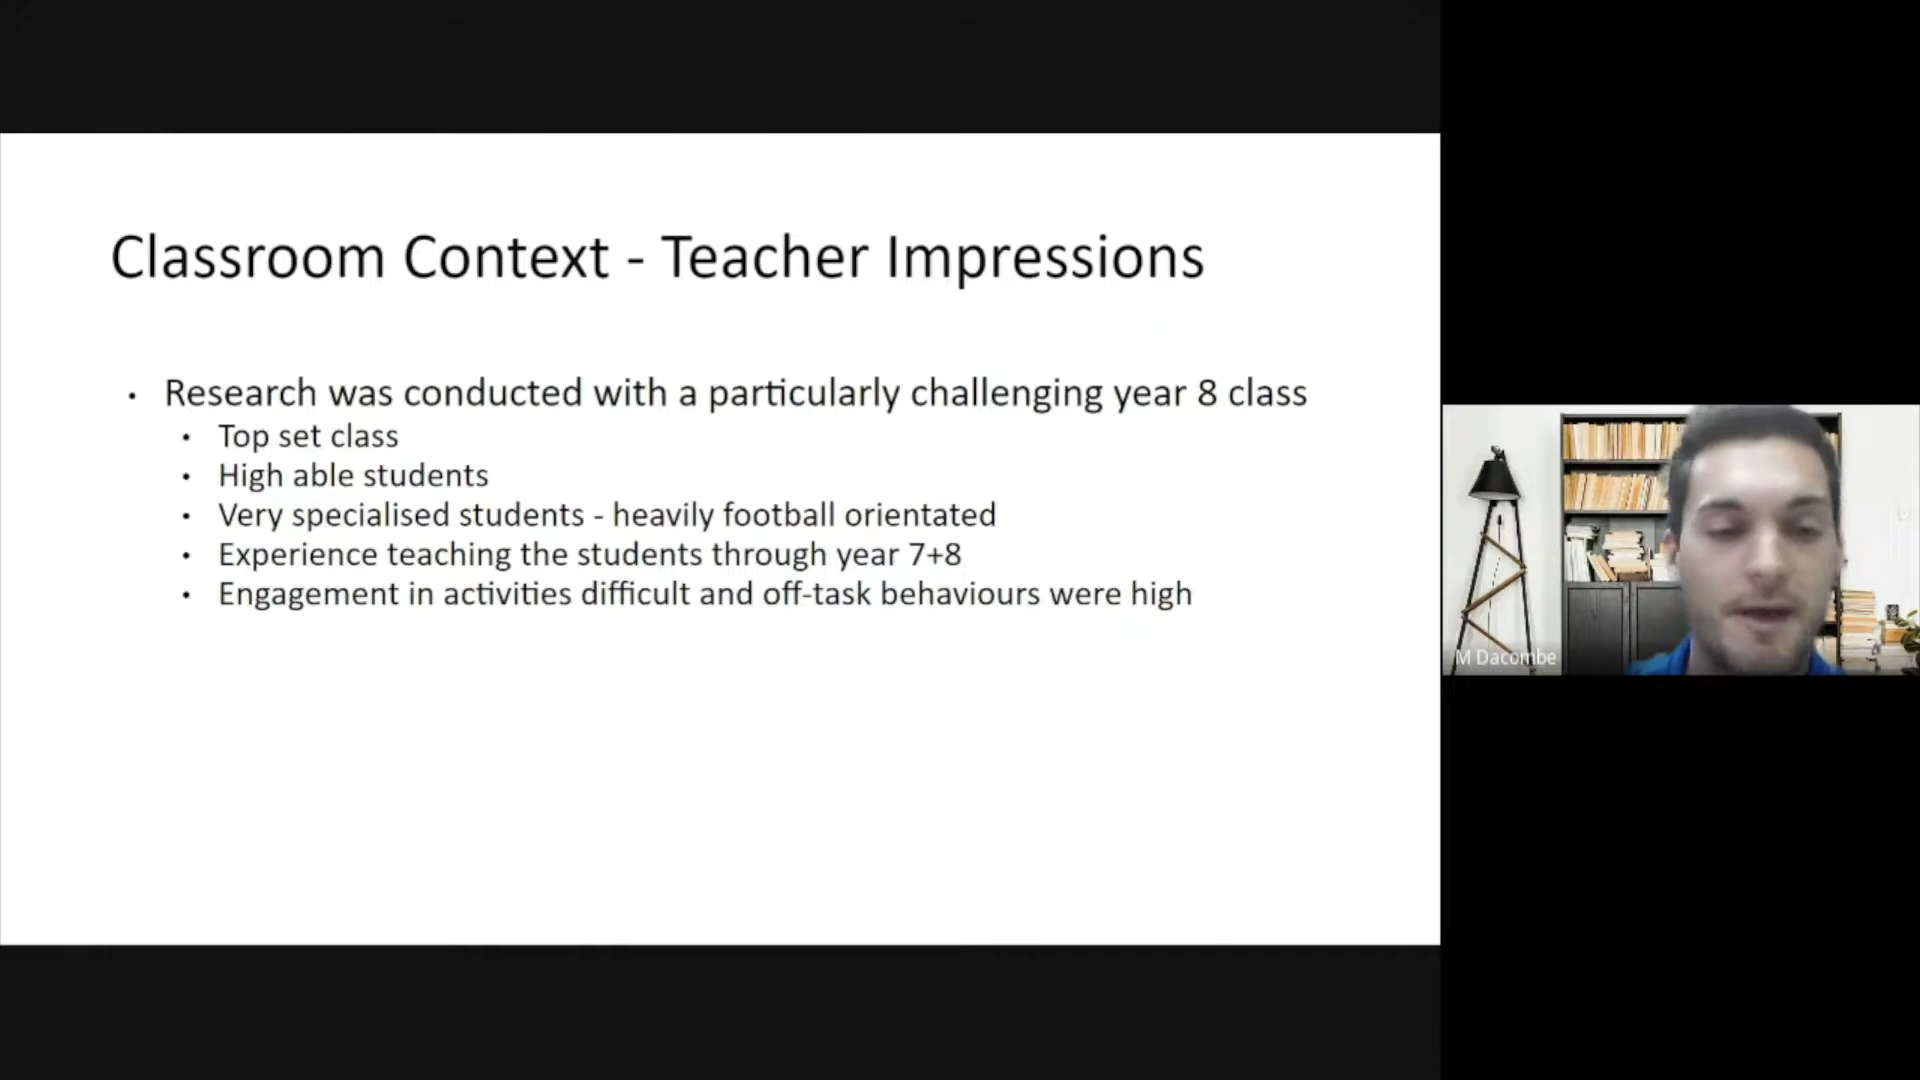 Classroom Context - Teacher Impressions
• Research was conducted with a particularly challenging year 8 class
• Top set class
• High able students
• Very specialised students - heavily football orientated
• Experience teaching the students through year 7+8
• Engagement in activities difficult and off-task behaviours were high
M Dacombe